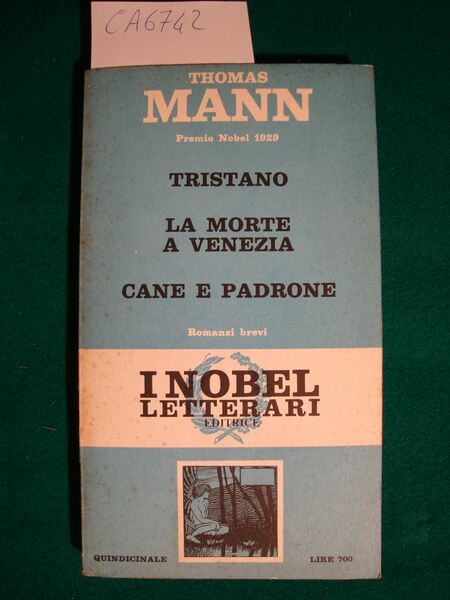 CA6742
THOMAS
MANN
Premio Nobel 1929
TRISTANO
LA MORTE
A VENEZIA
CANE E PADRONE
Romanzi brevi
I NOBEL
LETTERARI
EDITRICE
QUINDICINALE
LIRE 700